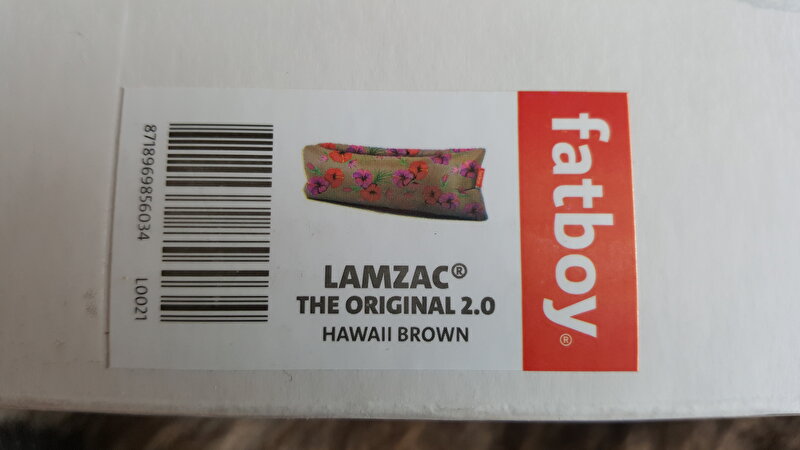 8718969856034
L0021
LAMZAC®
THE ORIGINAL 2.0
HAWAII BROWN
fatboy®